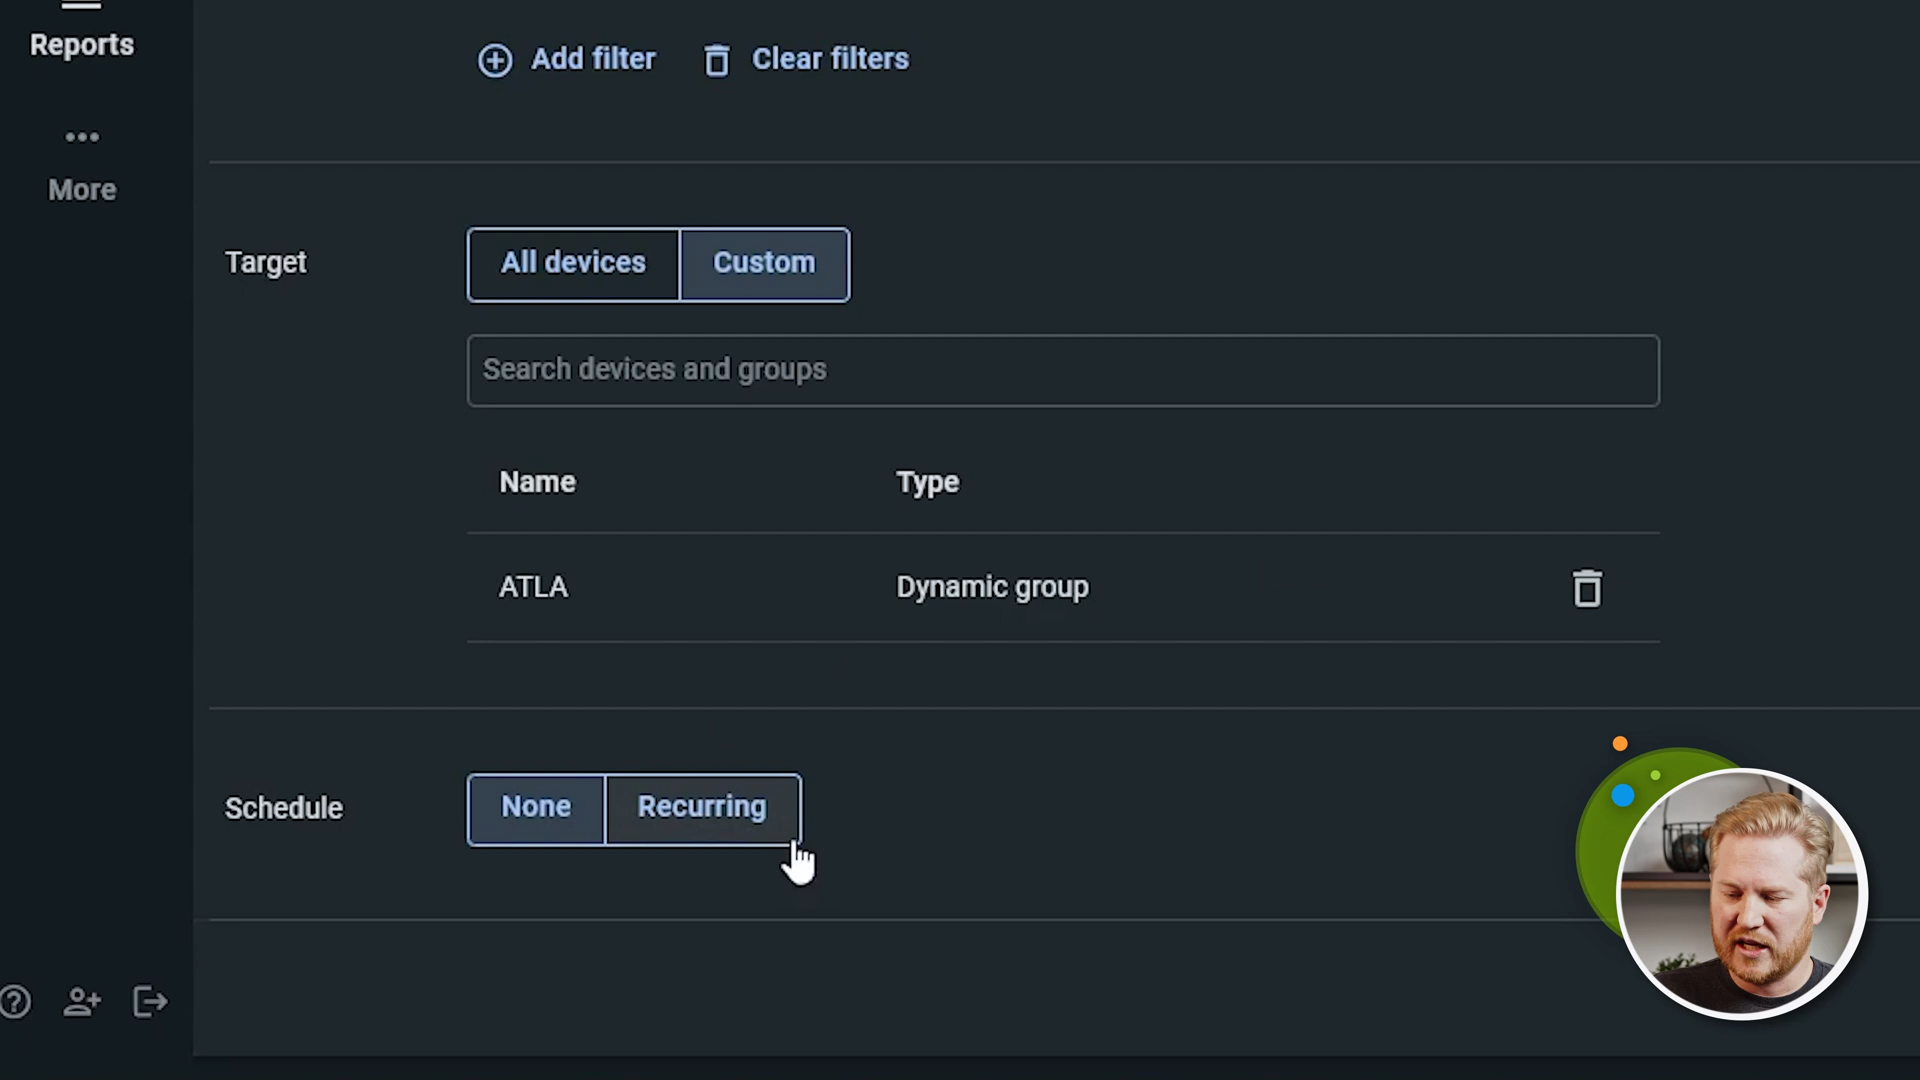 Reports
Add filter Clear filters
More
Target All devices Custom
Search devices and groups
Name Type
ATLA Dynamic group
Schedule None Recurring